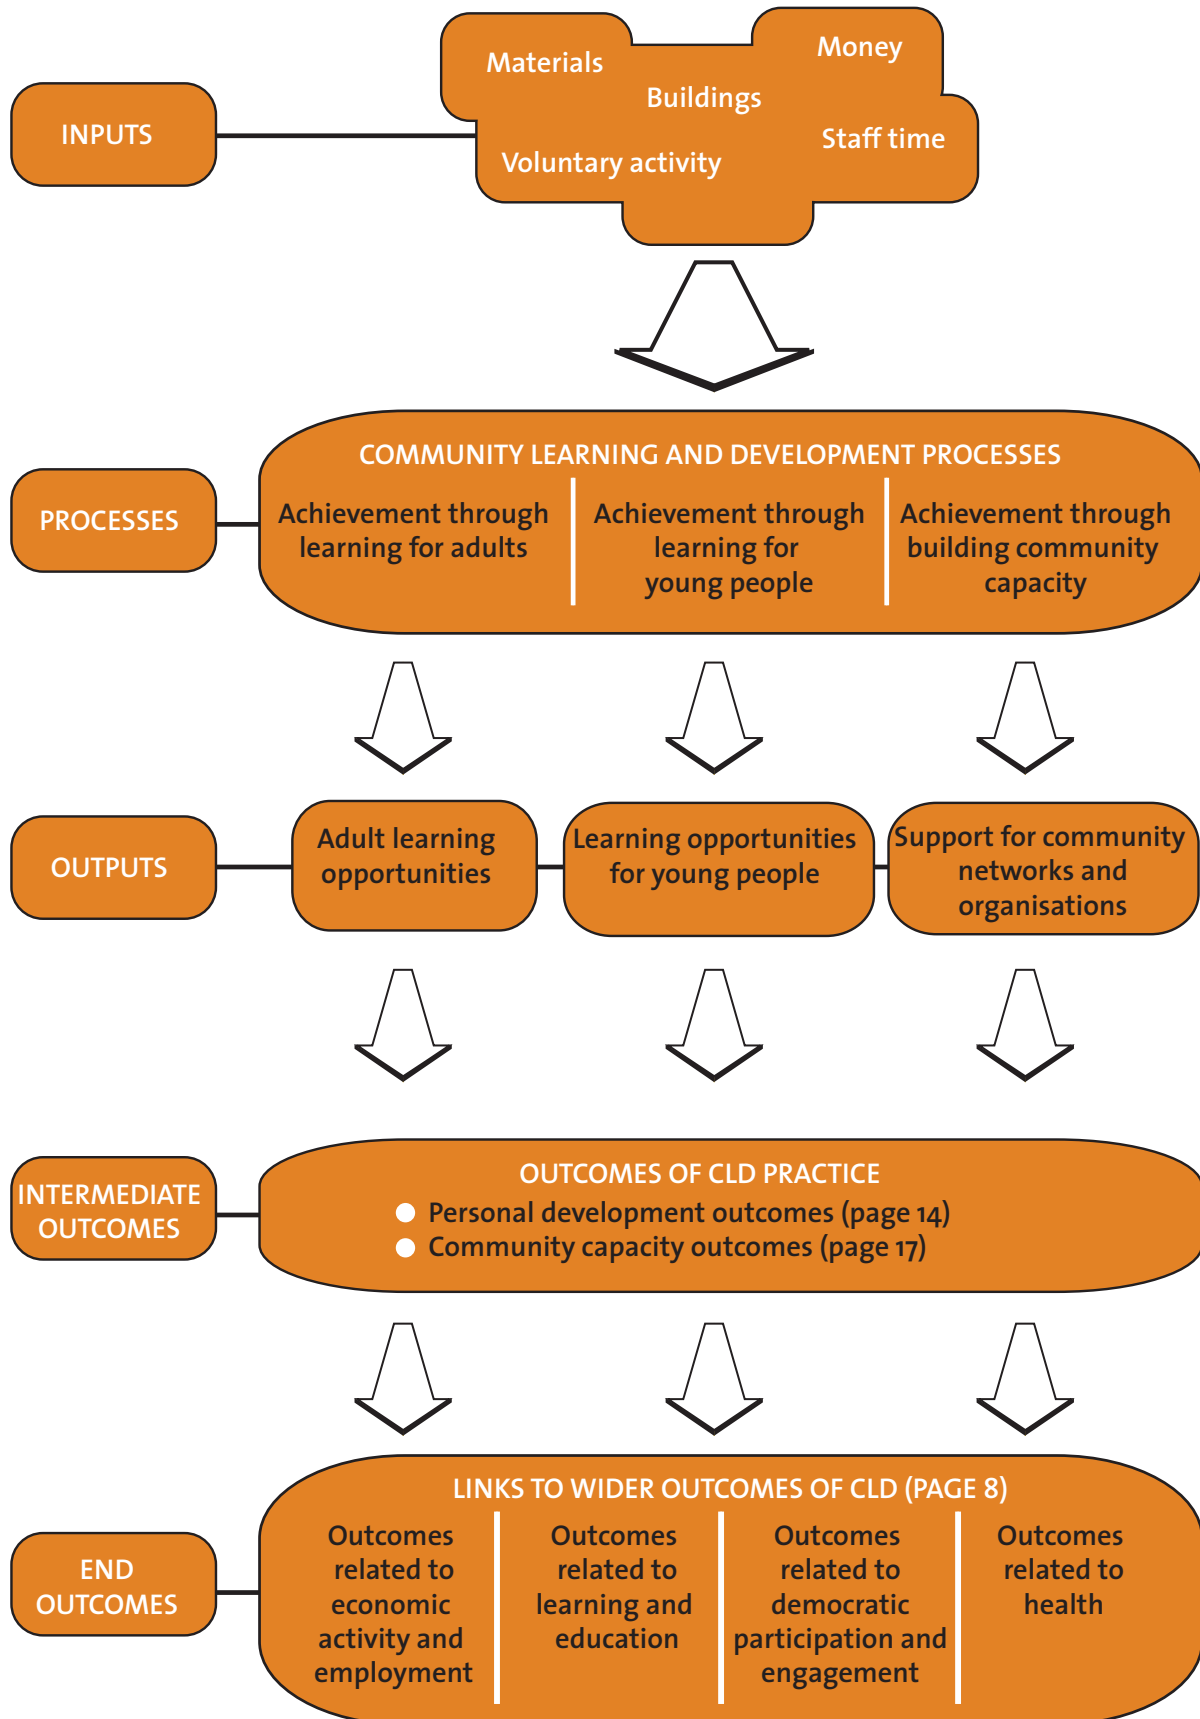 INPUTS
Materials
Money
Buildings
Staff time
Voluntary activity
PROCESSES
COMMUNITY LEARNING AND DEVELOPMENT PROCESSES
Achievement through
learning for adults
Achievement through
learning for
young people
Achievement through
building community
capacity
OUTPUTS
Adult learning
opportunities
Learning opportunities
for young people
Support for community
networks and
organisations
INTERMEDIATE
OUTCOMES
OUTCOMES OF CLD PRACTICE
● Personal development outcomes (page 14)
● Community capacity outcomes (page 17)
END
OUTCOMES
LINKS TO WIDER OUTCOMES OF CLD (PAGE 8)
Outcomes
related to
economic
activity and
employment
Outcomes
related to
learning and
education
Outcomes
related to
democratic
participation and
engagement
Outcomes
related to
health